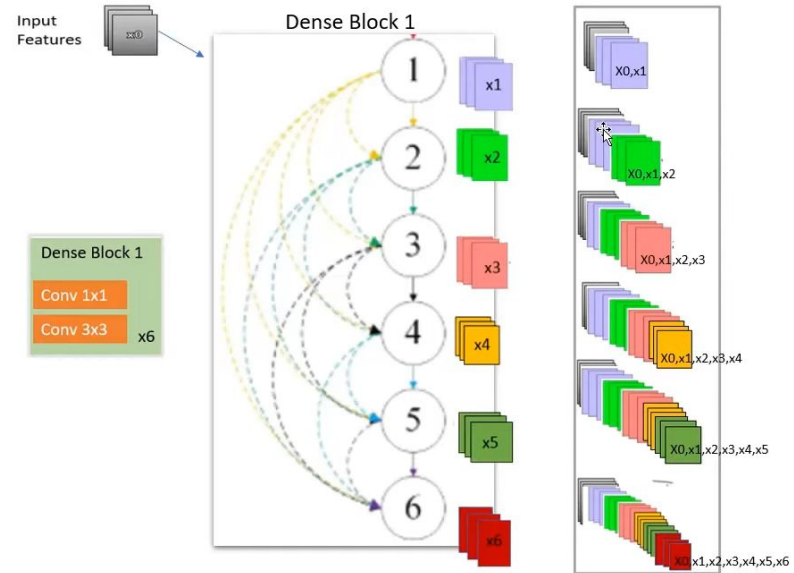 Input
Features
x0
Dense Block 1
1
x1
X0,x1
2
x2
X0,x1,x2
3
x3
X0,x1,x2,x3
Dense Block 1
Conv 1x1
Conv 3x3
x6
4
x4
X0,x1,x2,x3,x4
5
x5
X0,x1,x2,x3,x4,x5
6
x6
X0,x1,x2,x3,x4,x5,x6